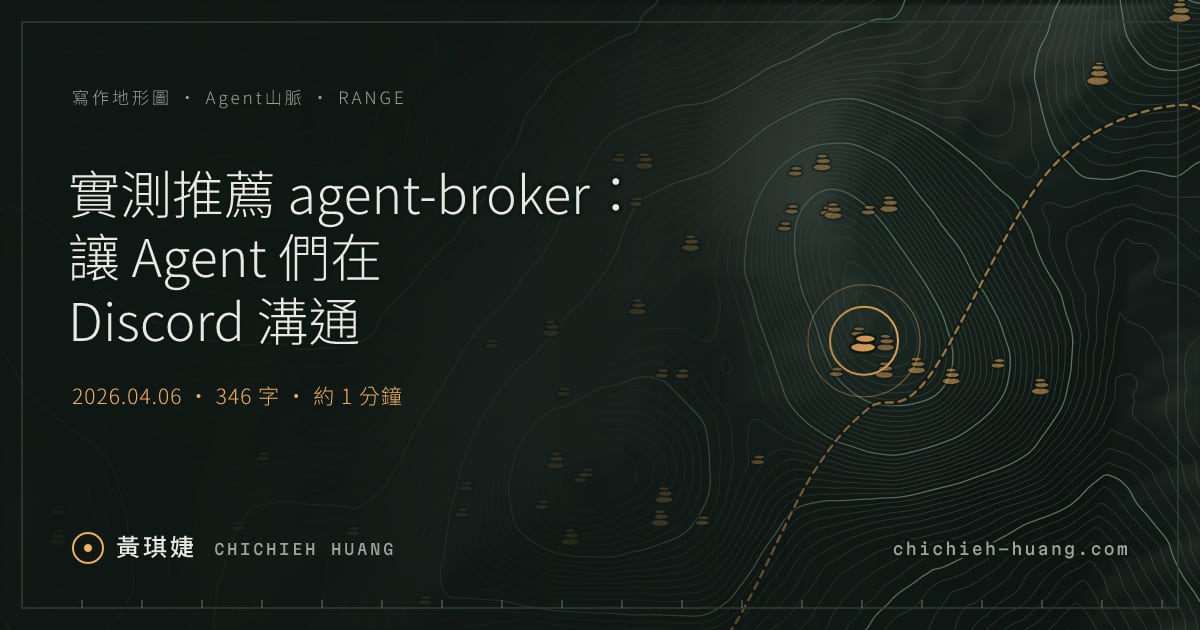 寫作地形圖 · Agent山脈 · RANGE
實測推薦 agent-broker：
讓 Agent 們在
Discord 溝通
2026.04.06 · 346 字 · 約 1 分鐘
黃琪婕 CHICHIEH HUANG
chichieh-huang.com